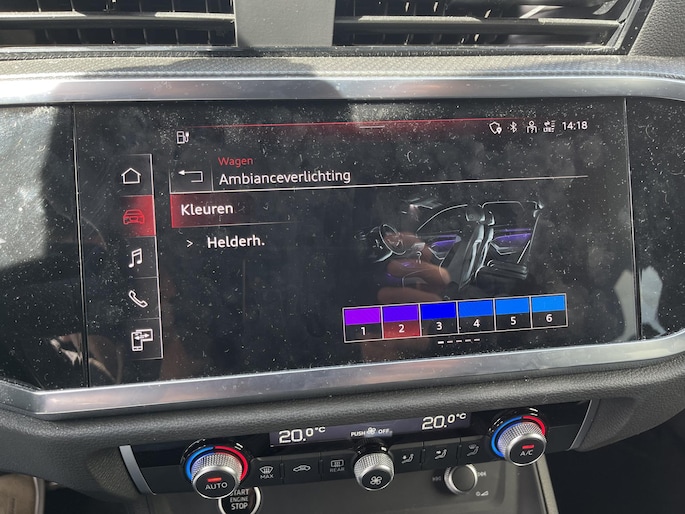 14:18
Wagen
Ambianceverlichting
Kleuren
> Helderh.
1 2 3 4 5 6
20.0°C PUSH OFF 20.0°C
AUTO MAX REAR A/C
START
ENGINE
STOP